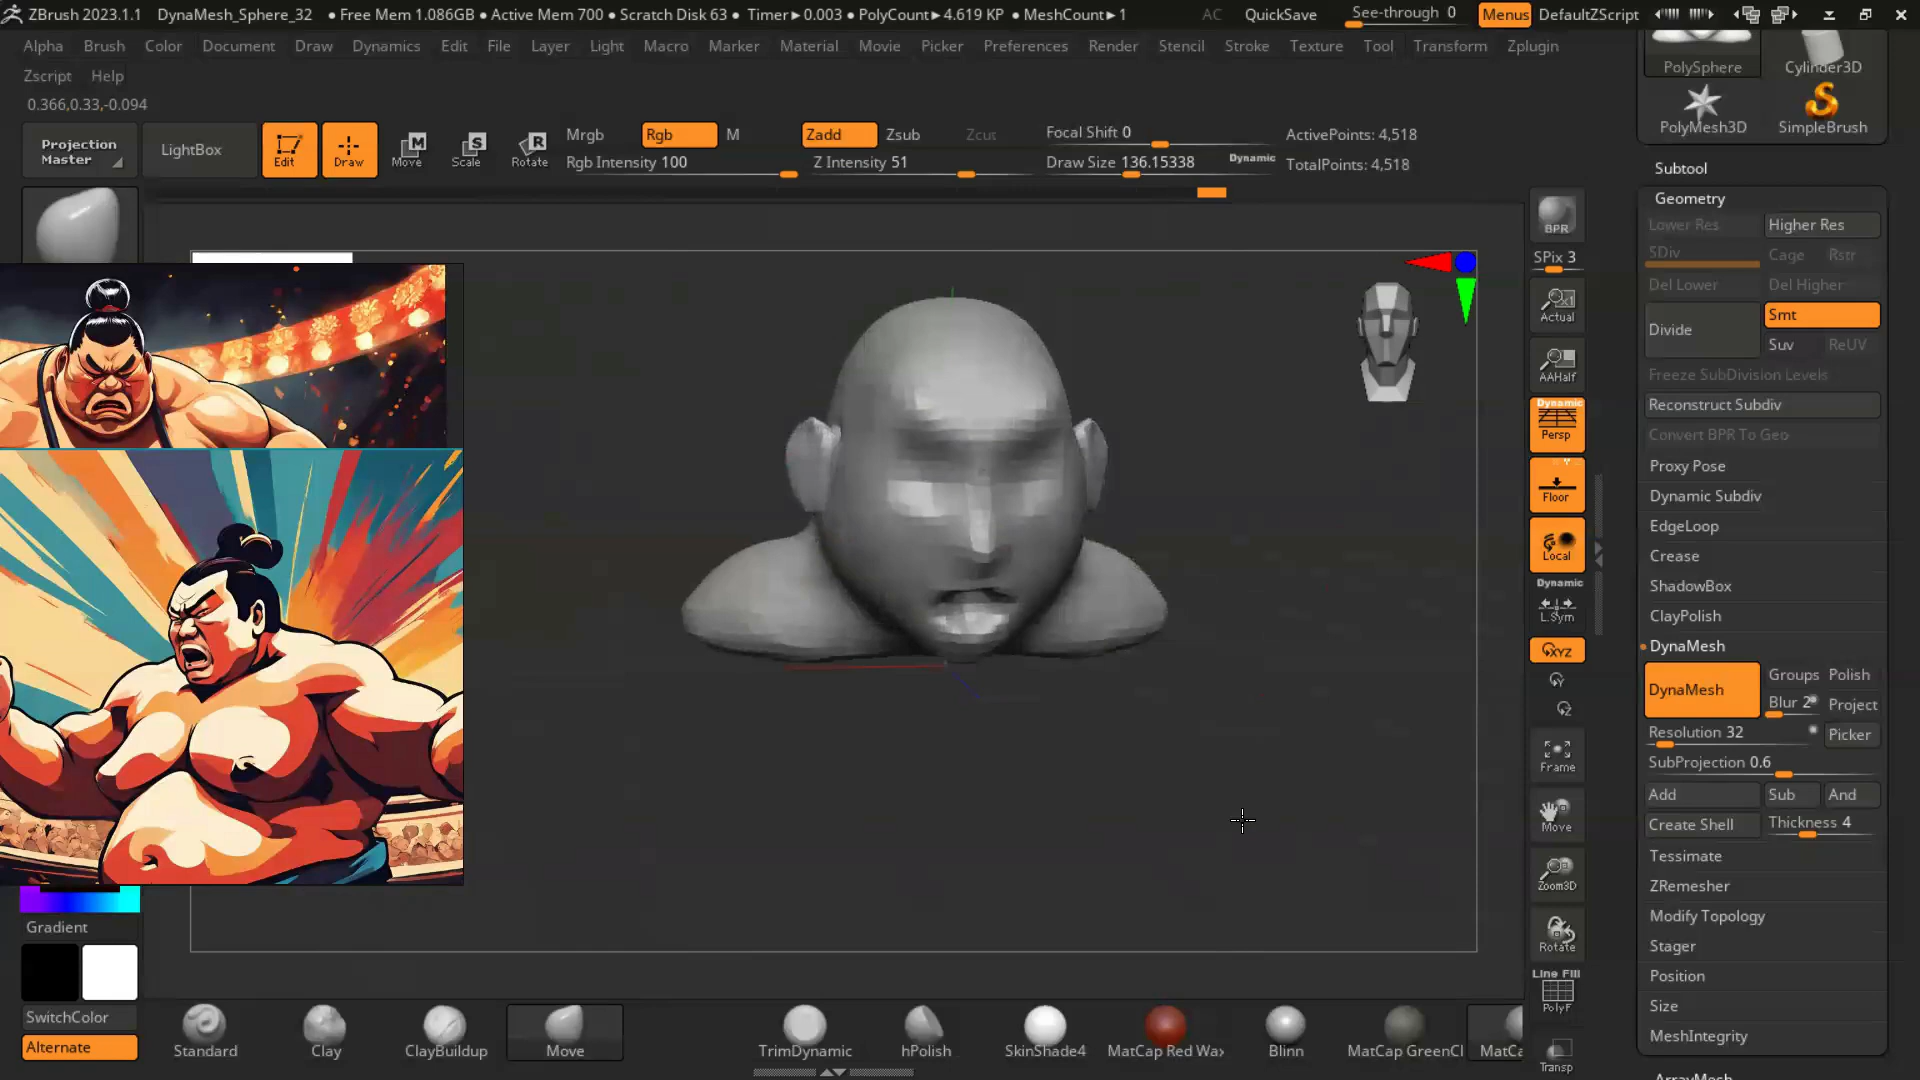 ZBrush 2023.1.1 DynaMesh_Sphere_32 • Free Mem 1.086GB • Active Mem 700 • Scratch Disk 63 • Timer►0.003 • PolyCount►4.619 KP • MeshCount►1 AC QuickSave See-through 0 Menus DefaultZScript
Alpha Brush Color Document Draw Dynamics Edit File Layer Light Macro Marker Material Movie Picker Preferences Render Stencil Stroke Texture Tool Transform Zplugin
Zscript Help
0.366,0.33,-0.094
Projection
Master
LightBox
Edit
Draw
Move
Scale
Rotate
Mrgb Rgb M
Rgb Intensity 100
Zadd Zsub Zcut
Z Intensity 51
Focal Shift 0
Draw Size 136.15338 Dynamic
ActivePoints: 4,518
TotalPoints: 4,518
PolySphere Cylinder3D
PolyMesh3D SimpleBrush
BPR
SPix 3
Actual
AAHalf
Dynamic
Persp
Floor
Local
Dynamic
L.Sym
XYZ
Frame
Move
Zoom3D
Rotate
Line Fill
PolyF
Transp
Subtool
Geometry
Lower Res Higher Res
SDiv Cage Rstr
Del Lower Del Higher
Divide Smt
Suv ReUV
Freeze SubDivision Levels
Reconstruct Subdiv
Convert BPR To Geo
Proxy Pose
Dynamic Subdiv
EdgeLoop
Crease
ShadowBox
ClayPolish
DynaMesh
DynaMesh Groups Polish
Blur 2 Project
Resolution 32 Picker
SubProjection 0.6
Add Sub And
Create Shell Thickness 4
Tessimate
ZRemesher
Modify Topology
Stager
Position
Size
MeshIntegrity
ArrayMesh
Gradient
SwitchColor
Alternate
Standard Clay ClayBuildup Move TrimDynamic hPolish SkinShade4 MatCap Red Wax Blinn MatCap GreenCl MatCa